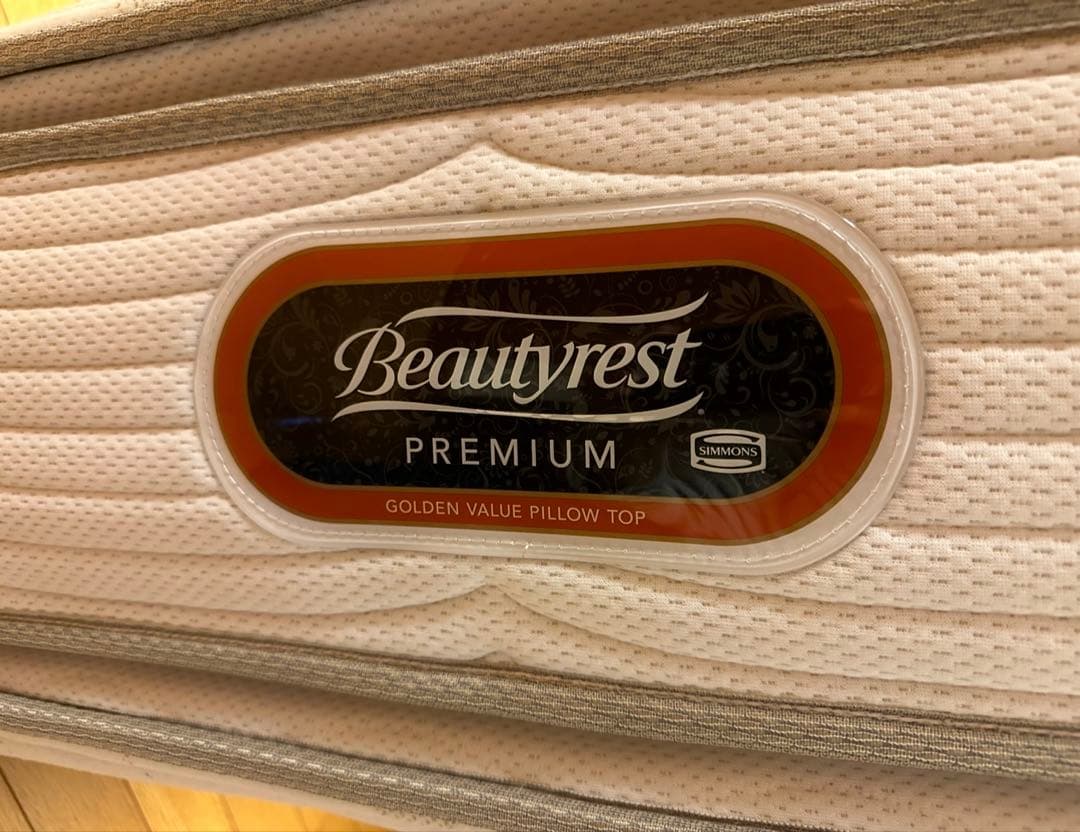 Beautyrest
PREMIUM
SIMMONS
GOLDEN VALUE PILLOW TOP